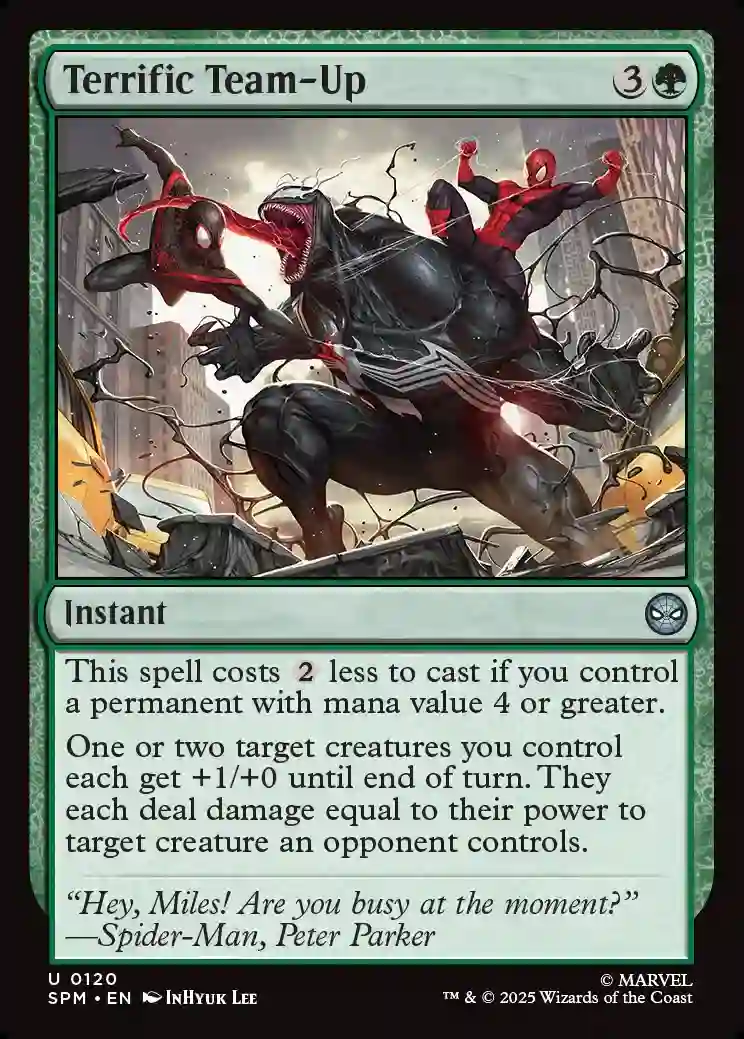 Terrific Team-Up 3
Instant
This spell costs 2 less to cast if you control
a permanent with mana value 4 or greater.
One or two target creatures you control
each get +1/+0 until end of turn. They
each deal damage equal to their power to
target creature an opponent controls.
“Hey, Miles! Are you busy at the moment?”
—Spider-Man, Peter Parker
U 0120 © MARVEL
SPM • EN InHyuk Lee ™ & © 2025 Wizards of the Coast